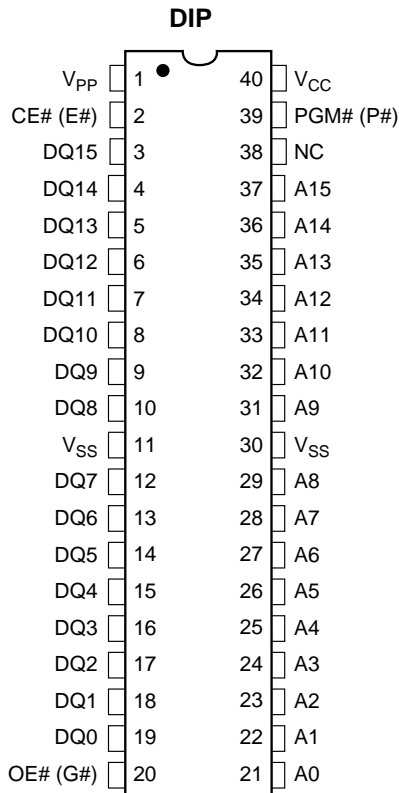 DIP
VPP 1 40 VCC
CE# (E#) 2 39 PGM# (P#)
DQ15 3 38 NC
DQ14 4 37 A15
DQ13 5 36 A14
DQ12 6 35 A13
DQ11 7 34 A12
DQ10 8 33 A11
DQ9 9 32 A10
DQ8 10 31 A9
VSS 11 30 VSS
DQ7 12 29 A8
DQ6 13 28 A7
DQ5 14 27 A6
DQ4 15 26 A5
DQ3 16 25 A4
DQ2 17 24 A3
DQ1 18 23 A2
DQ0 19 22 A1
OE# (G#) 20 21 A0